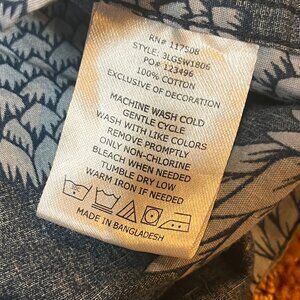 RN# 117508
STYLE: 3LGSW1806
PO# 123496
100% COTTON
EXCLUSIVE OF DECORATION
MACHINE WASH COLD
GENTLE CYCLE
WASH WITH LIKE COLORS
REMOVE PROMPTLY
ONLY NON-CHLORINE
BLEACH WHEN NEEDED
TUMBLE DRY LOW
WARM IRON IF NEEDED
MADE IN BANGLADESH